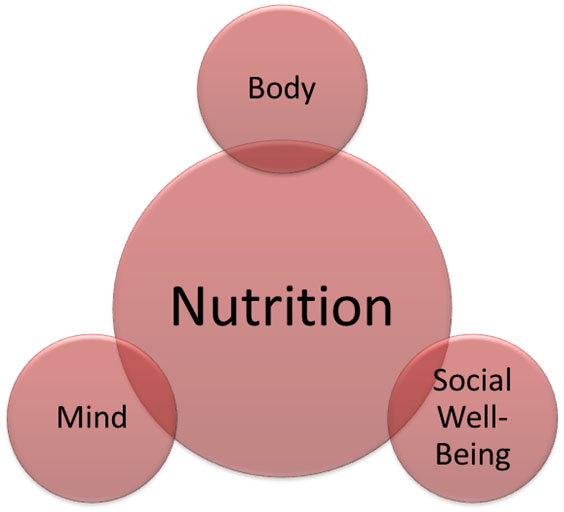 Body
Nutrition
Mind
Social
Well-
Being